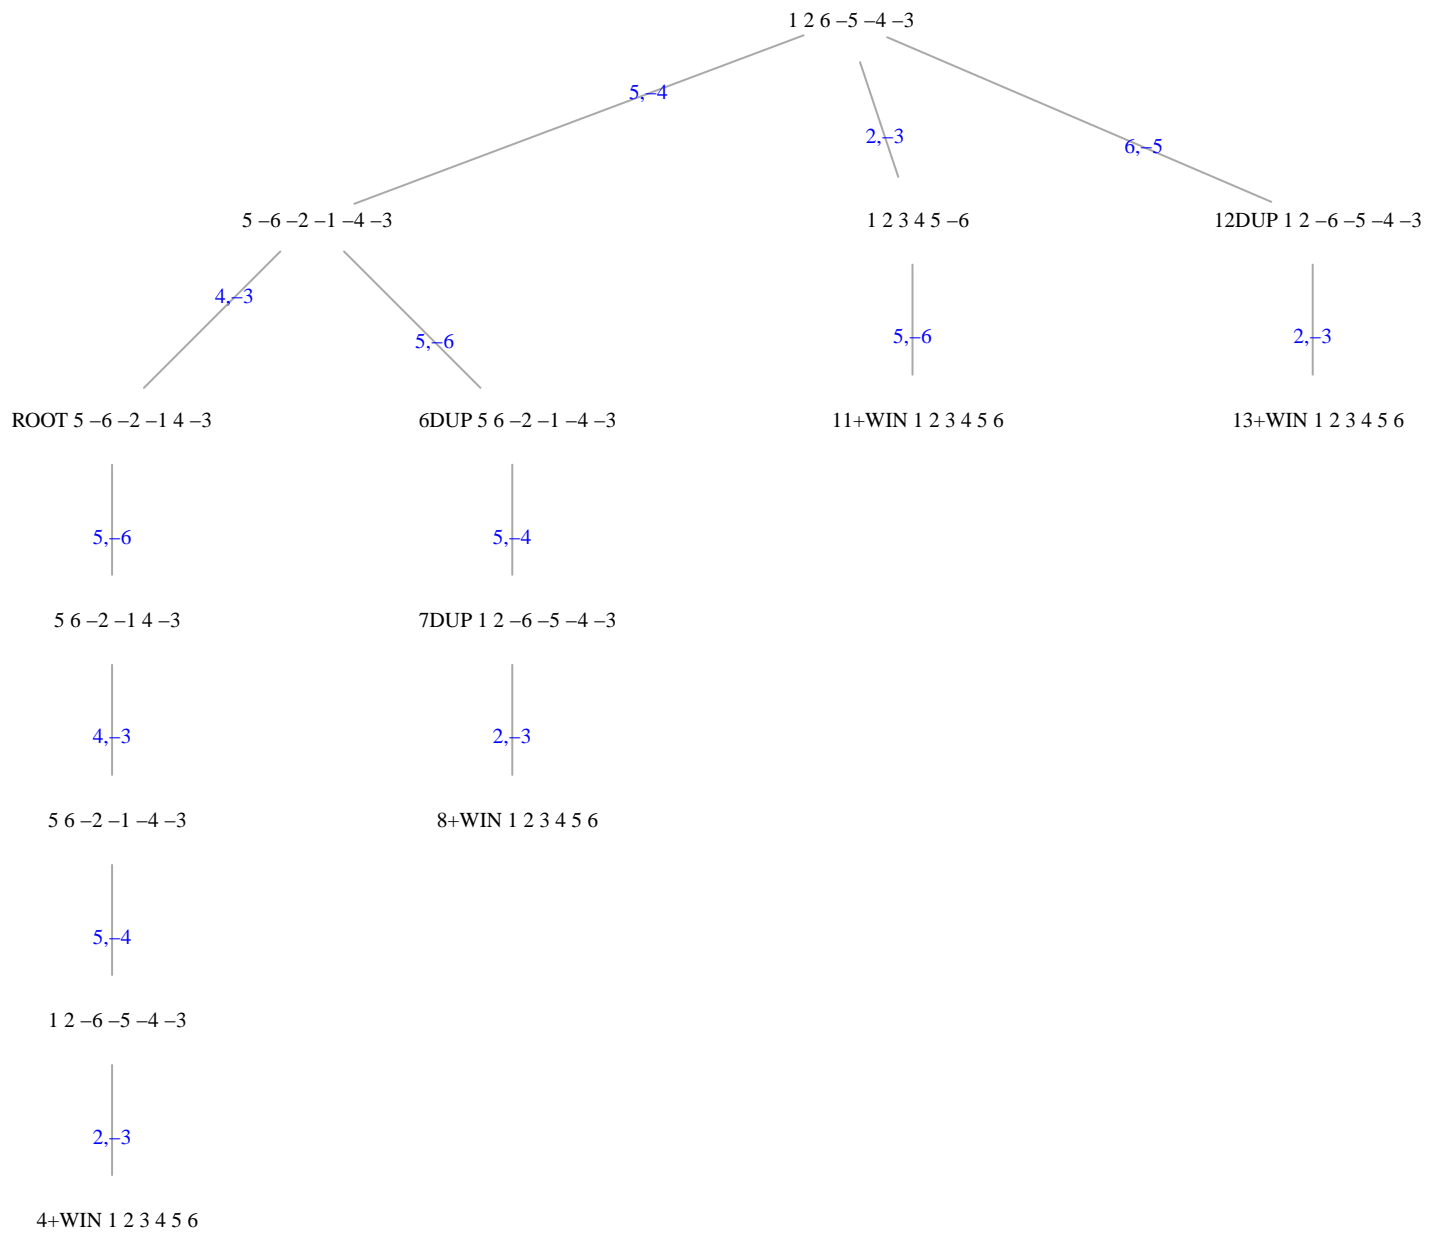 1 2 6 –5 –4 –3
5,–4
2,–3
6,–5
5 –6 –2 –1 –4 –3
1 2 3 4 5 –6
12DUP 1 2 –6 –5 –4 –3
4,–3
5,–6
5,–6
2,–3
ROOT 5 –6 –2 –1 4 –3
6DUP 5 6 –2 –1 –4 –3
11+WIN 1 2 3 4 5 6
13+WIN 1 2 3 4 5 6
5,–6
5,–4
5 6 –2 –1 4 –3
7DUP 1 2 –6 –5 –4 –3
4,–3
2,–3
5 6 –2 –1 –4 –3
8+WIN 1 2 3 4 5 6
5,–4
1 2 –6 –5 –4 –3
2,–3
4+WIN 1 2 3 4 5 6